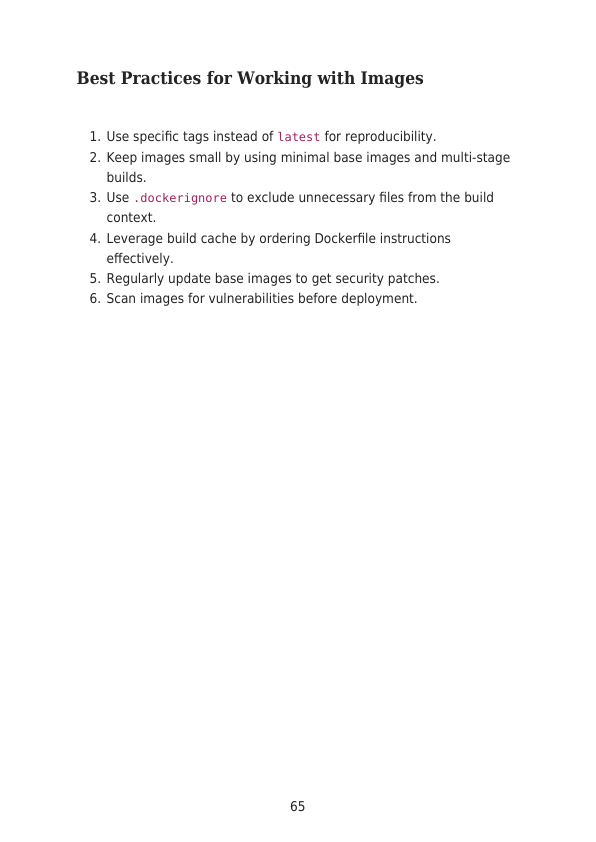 Best Practices for Working with Images
1. Use specific tags instead of latest for reproducibility.
2. Keep images small by using minimal base images and multi-stage
builds.
3. Use .dockerignore to exclude unnecessary files from the build
context.
4. Leverage build cache by ordering Dockerfile instructions
effectively.
5. Regularly update base images to get security patches.
6. Scan images for vulnerabilities before deployment.
65